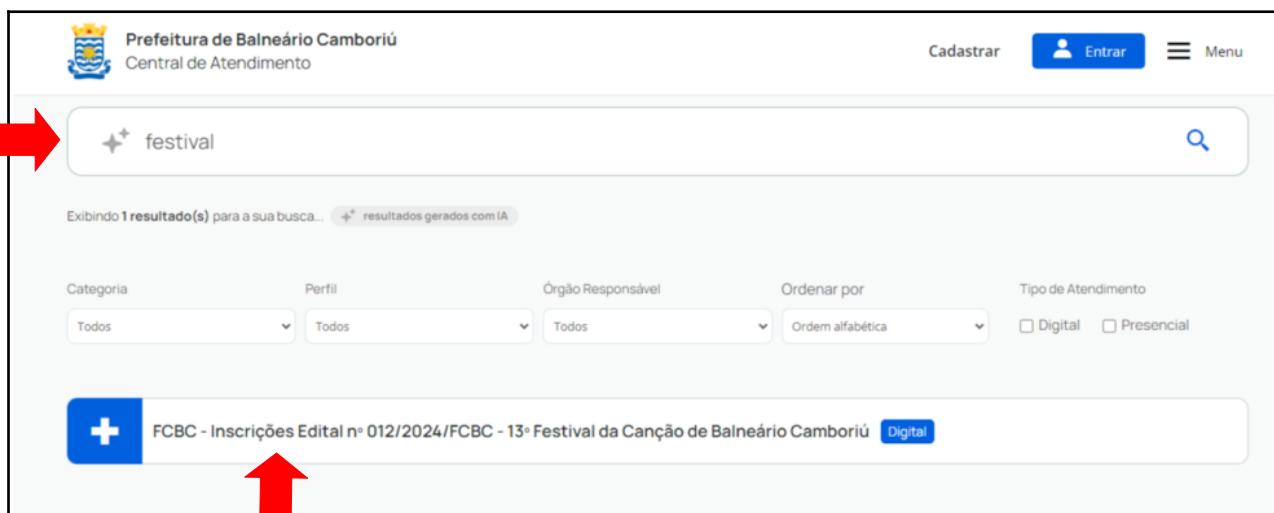 Prefeitura de Balneário Camboriú
Central de Atendimento
Cadastrar
Entrar
Menu
festival
Exibindo 1 resultado(s) para a sua busca... resultados gerados com IA
Categoria
Perfil
Órgão Responsável
Ordenar por
Tipo de Atendimento
Todos
Todos
Todos
Ordem alfabética
Digital
Presencial
FCBC - Inscrições Edital nº 012/2024/FCBC - 13º Festival da Canção de Balneário Camboriú Digital